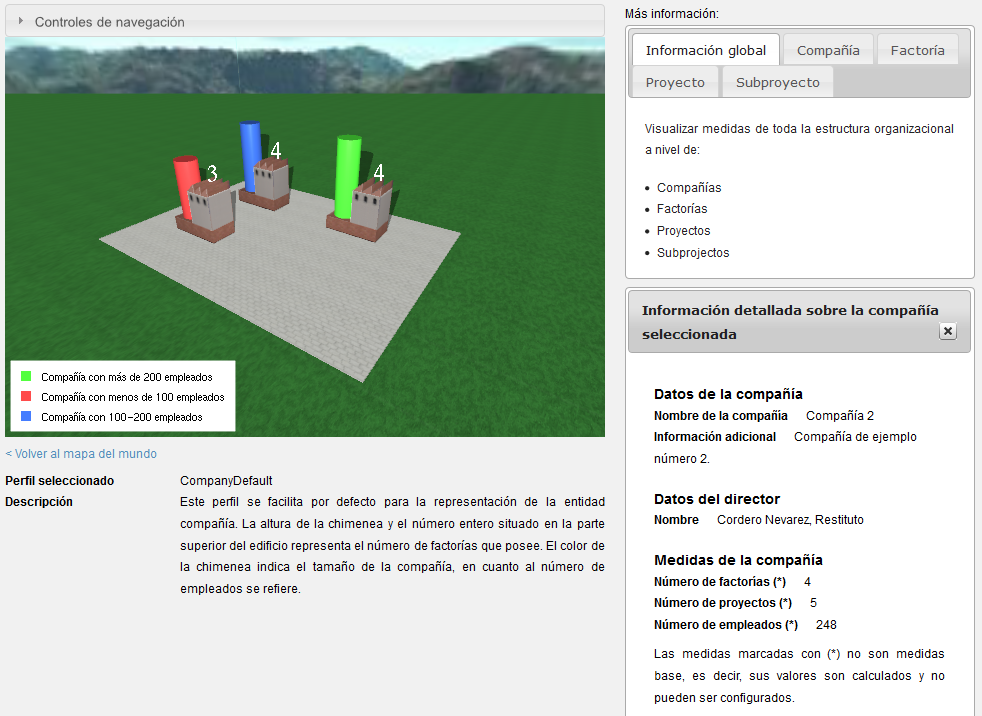 Controles de navegación
3
4
4
Compañía con más de 200 empleados
Compañía con menos de 100 empleados
Compañía con 100-200 empleados
< Volver al mapa del mundo
Perfil seleccionado CompanyDefault
Descripción Este perfil se facilita por defecto para la representación de la entidad
compañía. La altura de la chimenea y el número entero situado en la parte
superior del edificio representa el número de factorías que posee. El color de
la chimenea indica el tamaño de la compañía, en cuanto al número de
empleados se refiere.
Más información:
Información global Compañía Factoría
Proyecto Subproyecto
Visualizar medidas de toda la estructura organizacional
a nivel de:
• Compañías
• Factorías
• Proyectos
• Subprojectos
Información detallada sobre la compañía
seleccionada
Datos de la compañía
Nombre de la compañía Compañía 2
Información adicional Compañía de ejemplo
número 2.
Datos del director
Nombre Cordero Nevarez, Restituto
Medidas de la compañía
Número de factorías (*) 4
Número de proyectos (*) 5
Número de empleados (*) 248
Las medidas marcadas con (*) no son medidas
base, es decir, sus valores son calculados y no
pueden ser configurados.